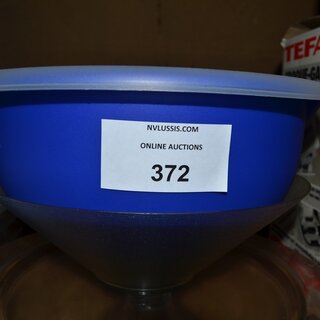 NVLUSSIS.COM
ONLINE AUCTIONS
372
TEFA